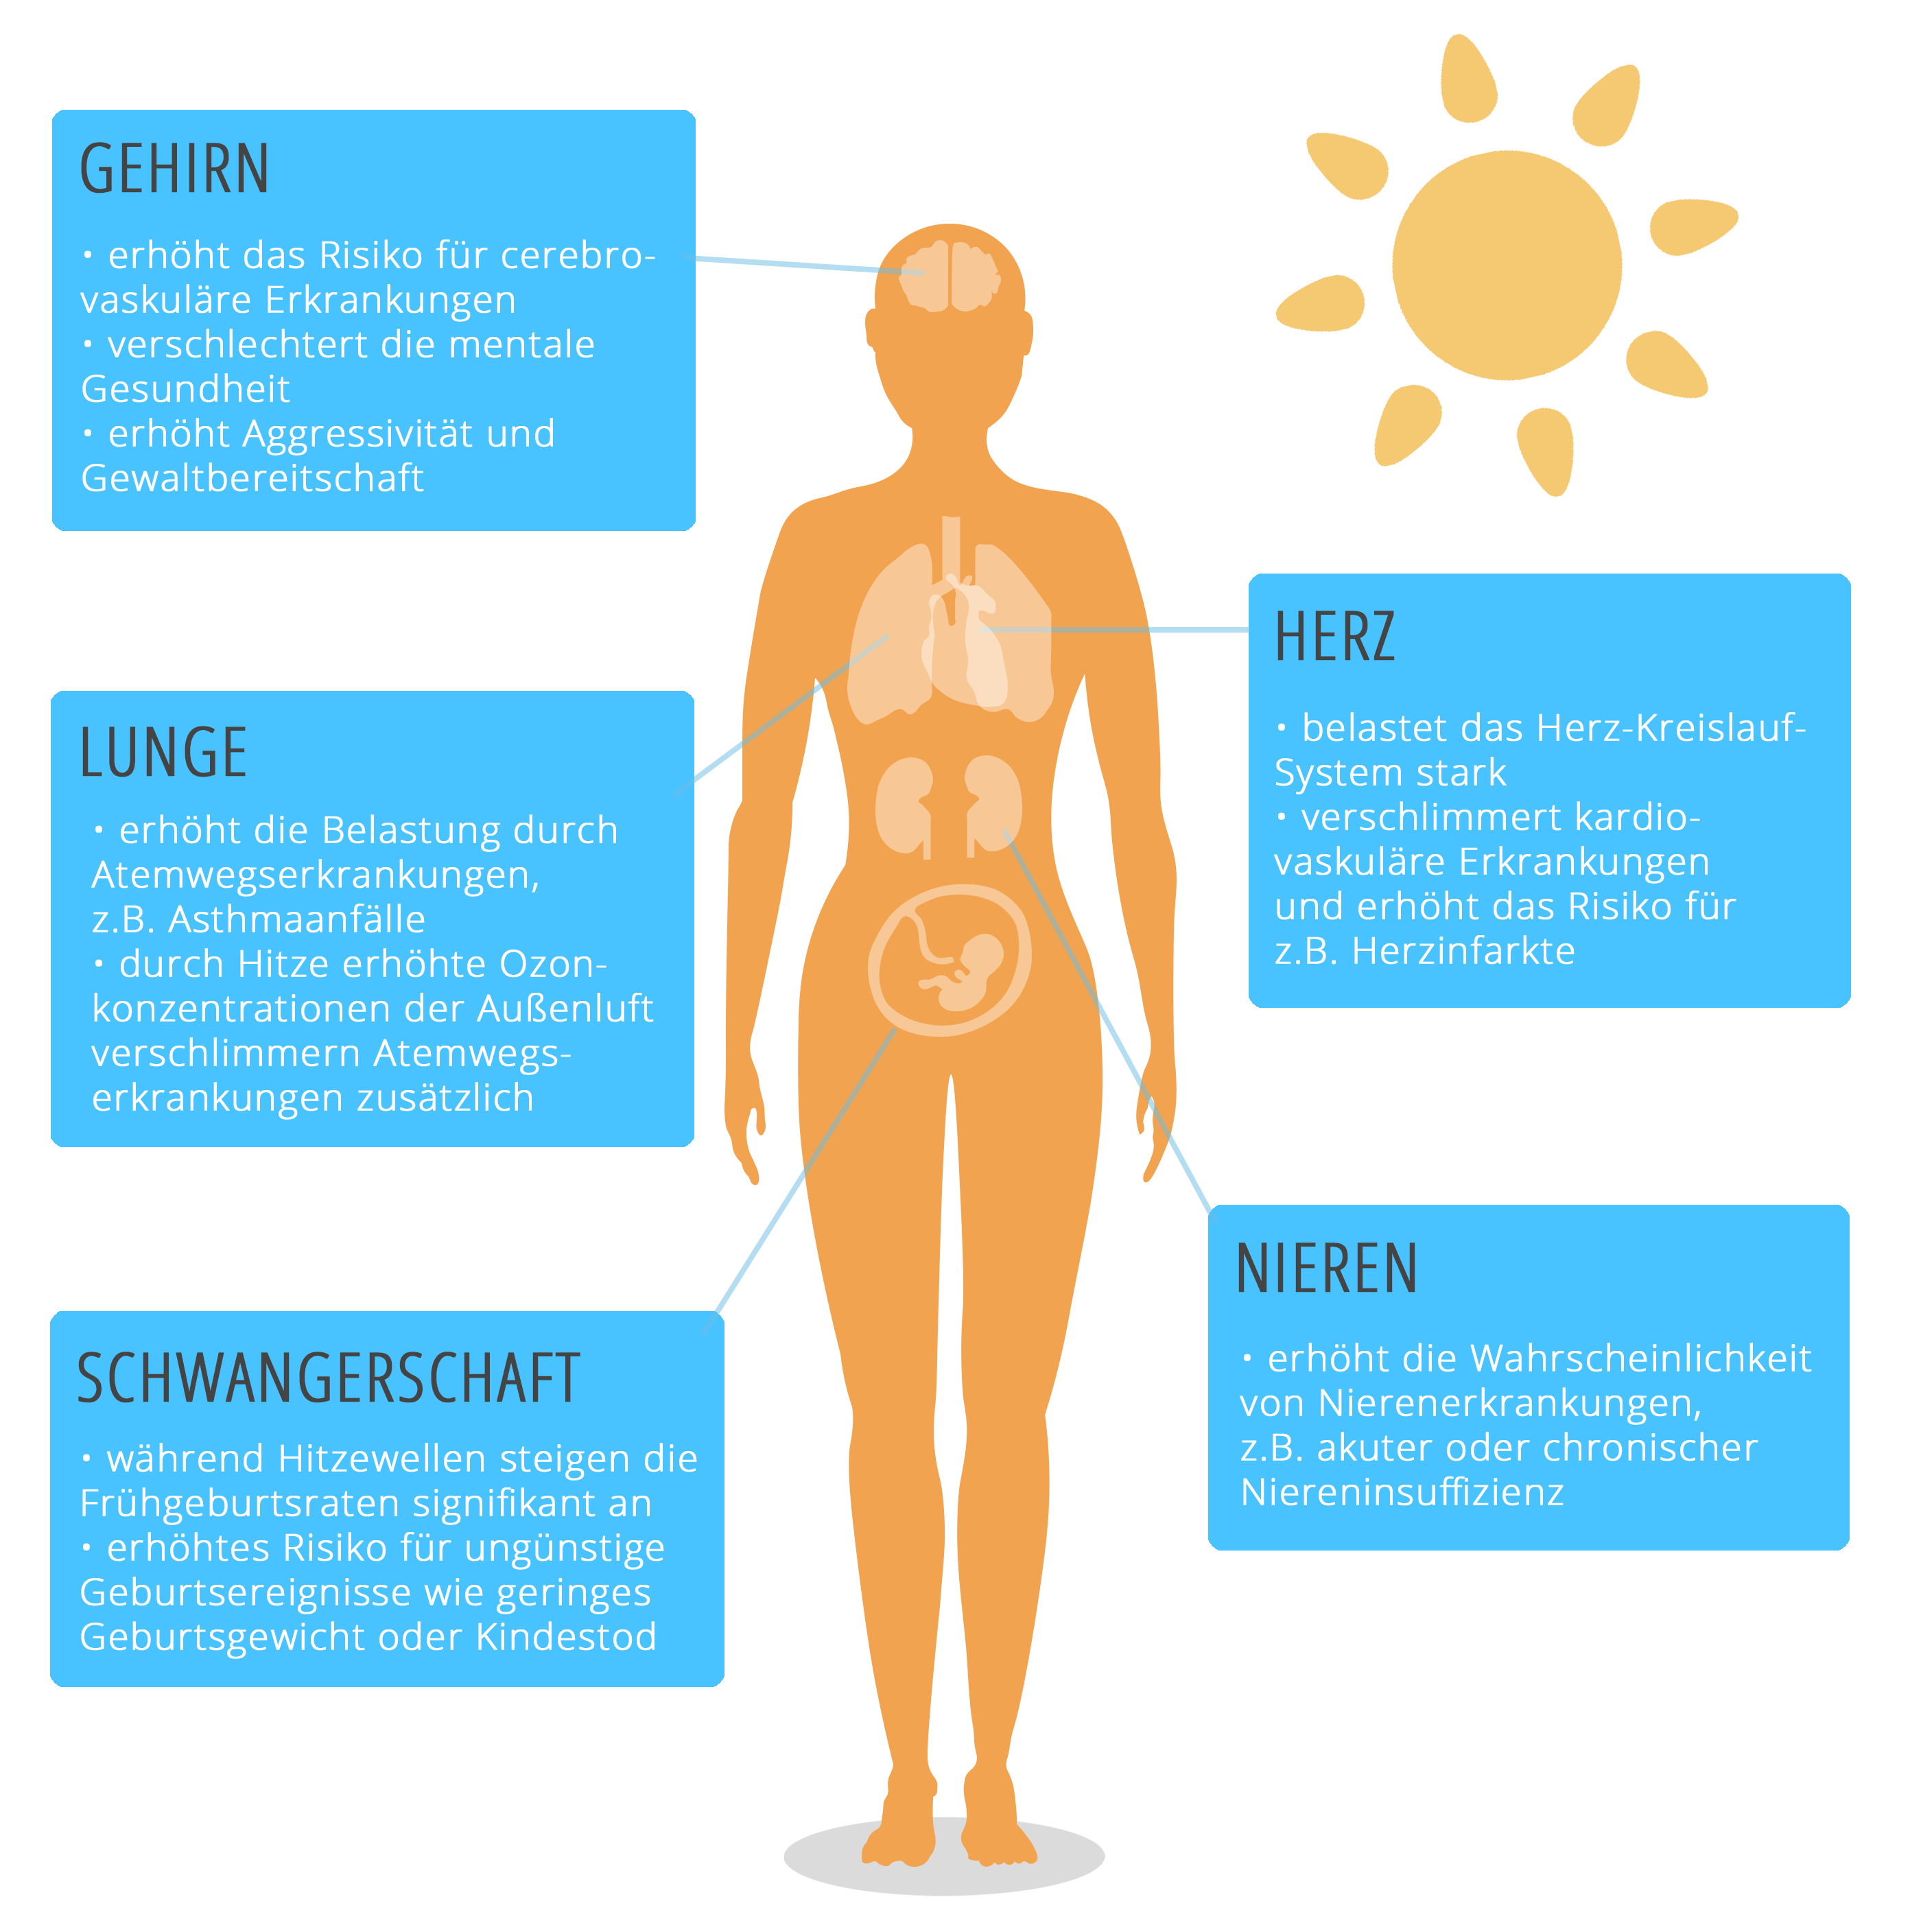 GEHIRN
• erhöht das Risiko für cerebro-
vaskuläre Erkrankungen
• verschlechtert die mentale
Gesundheit
• erhöht Aggressivität und
Gewaltbereitschaft
HERZ
• belastet das Herz-Kreislauf-
System stark
• verschlimmert kardio-
vaskuläre Erkrankungen
und erhöht das Risiko für
z.B. Herzinfarkte
LUNGE
• erhöht die Belastung durch
Atemwegserkrankungen,
z.B. Asthmaanfälle
• durch Hitze erhöhte Ozon-
konzentrationen der Außenluft
verschlimmern Atemwegs-
erkrankungen zusätzlich
NIEREN
• erhöht die Wahrscheinlichkeit
von Nierenerkrankungen,
z.B. akuter oder chronischer
Niereninsuffizienz
SCHWANGERSCHAFT
• während Hitzewellen steigen die
Frühgeburtsraten signifikant an
• erhöhtes Risiko für ungünstige
Geburtsereignisse wie geringes
Geburtsgewicht oder Kindestod